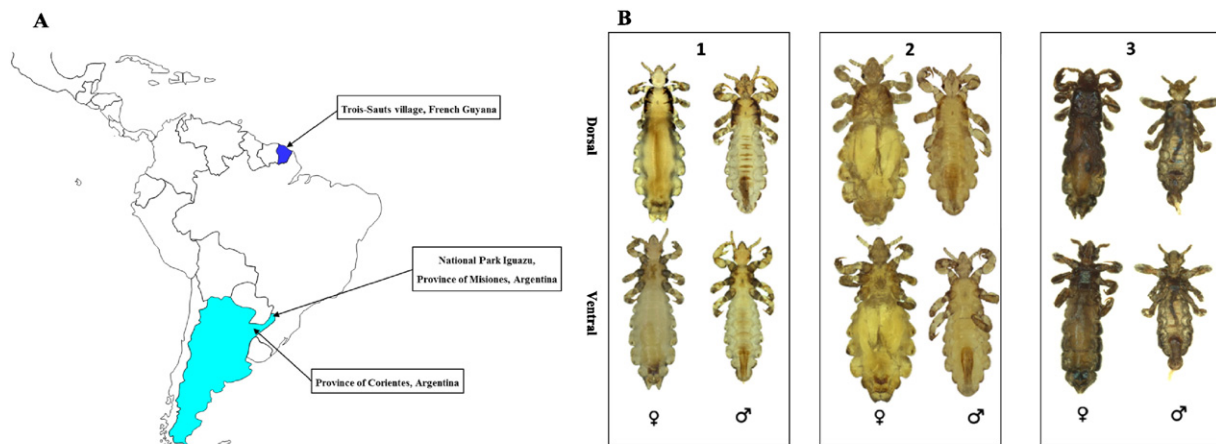 A
Trois-Sauts village, French Guyana
National Park Iguazu,
Province of Misiones, Argentina
Province of Corientes, Argentina
B
1
2
3
Dorsal
Ventral
♀
♂
♀
♂
♀
♂